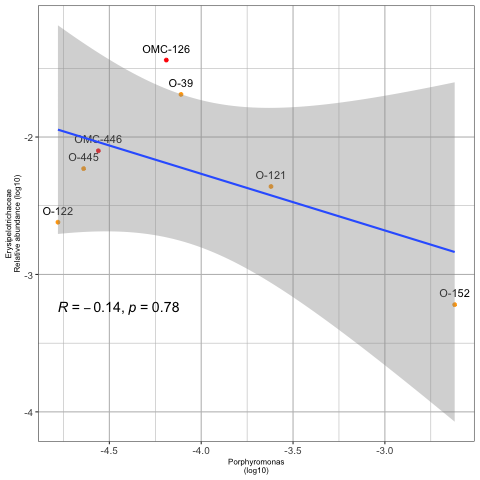 OMC-126
O-39
-2
OMC-446
O-445
O-121
O-122
Erysipelotrichaceae
Relative abundance (log10)
-3
O-152
R = −0.14, p = 0.78
-4
-4.5 -4.0 -3.5 -3.0
Porphyromonas
(log10)